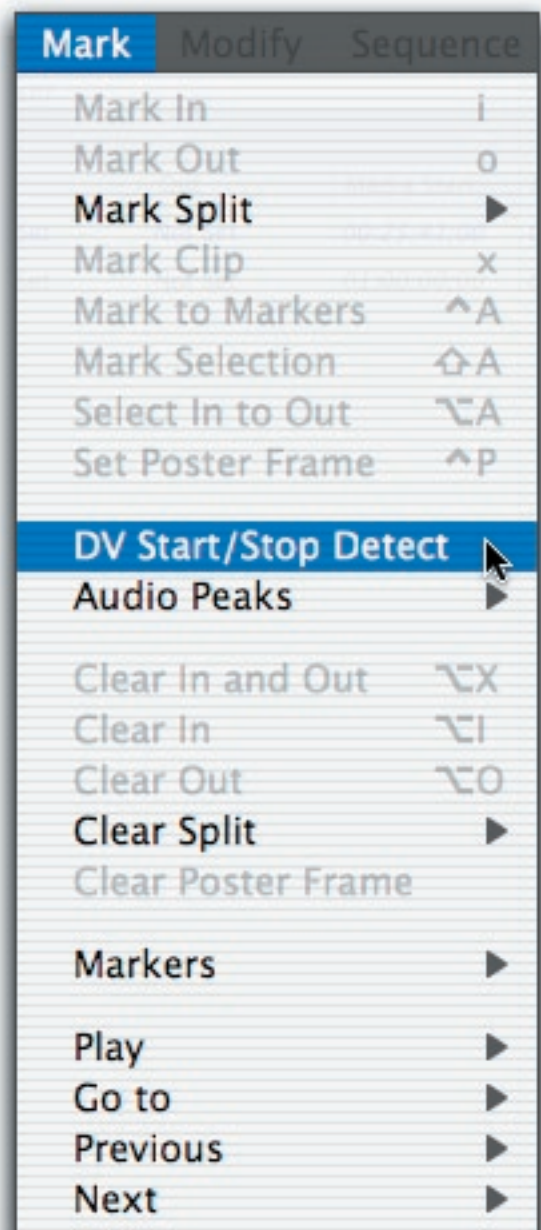 Mark Modify Sequence
Mark In i
Mark Out o
Mark Split
Mark Clip x
Mark to Markers ^A
Mark Selection ⇧A
Select In to Out ⌥A
Set Poster Frame ^P
DV Start/Stop Detect
Audio Peaks
Clear In and Out ⌥X
Clear In ⌥I
Clear Out ⌥O
Clear Split
Clear Poster Frame
Markers
Play
Go to
Previous
Next